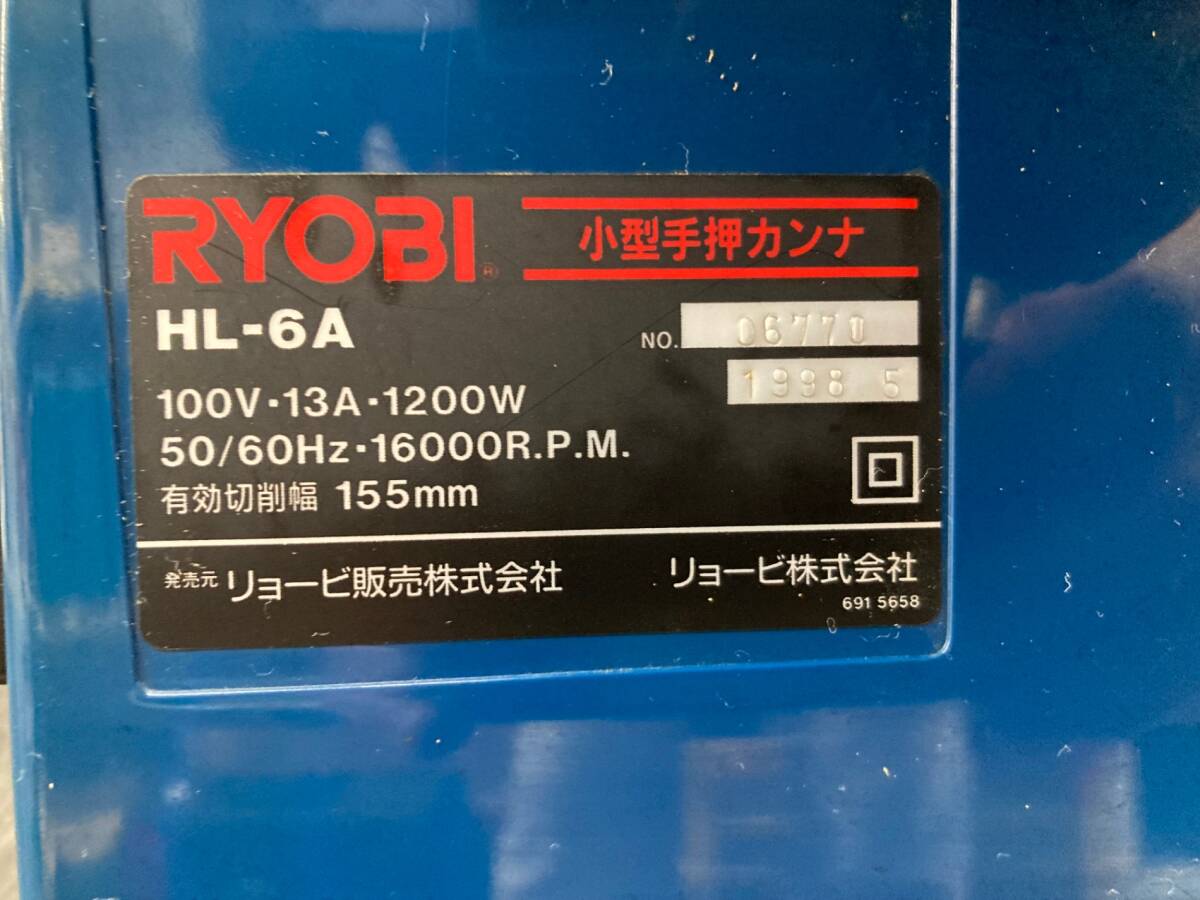 RYOBI®
小型手押カンナ
HL-6A
NO. 06770
1998 5
100V・13A・1200W
50/60Hz・16000R.P.M.
有効切削幅 155mm
発売元 リョービ販売株式会社
リョービ株式会社
691 5658